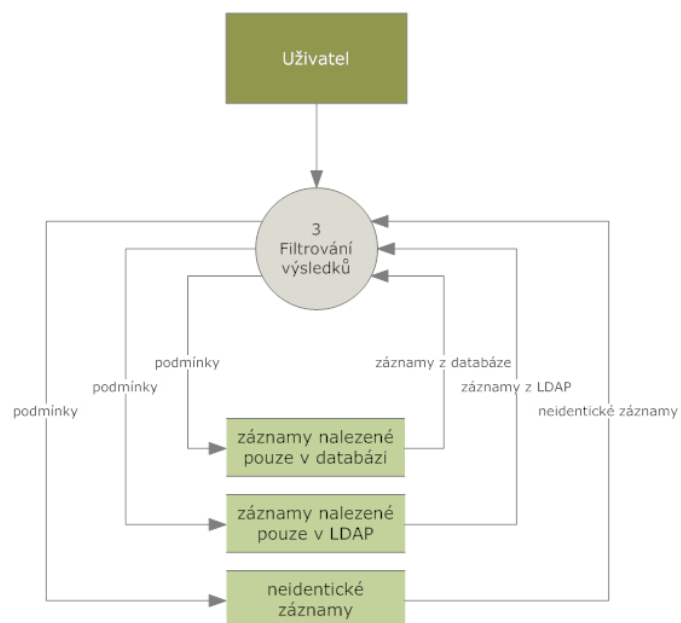 Uživatel
3
Filtrování
výsledků
podmínky
záznamy z databáze
podmínky
záznamy z LDAP
podmínky
neidentické záznamy
záznamy nalezené
pouze v databázi
záznamy nalezené
pouze v LDAP
neidentické
záznamy